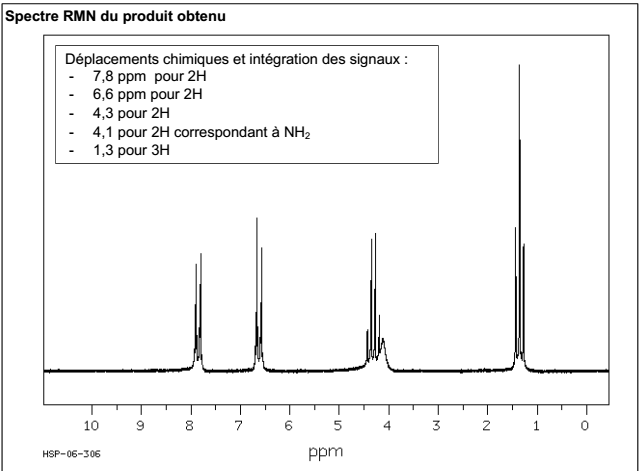 Spectre RMN du produit obtenu
Déplacements chimiques et intégration des signaux :
- 7,8 ppm pour 2H
- 6,6 ppm pour 2H
- 4,3 pour 2H
- 4,1 pour 2H correspondant à NH₂
- 1,3 pour 3H
10 9 8 7 6 5 4 3 2 1 0
HSP-06-306 ppm